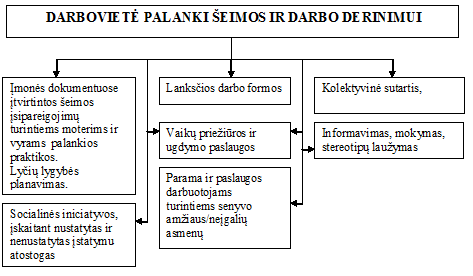 DARBOVIETĖ PALANKI ŠEIMOS IR DARBO DERINIMUI
Įmonės dokumentuose
įtvirtintos šeimos
įsipareigojimų
turintiems moterims ir
vyrams palankios
praktikos.
Lyčių lygybės
planavimas.
Socialinės iniciatyvos,
įskaitant nustatytas ir
nenustatytas įstatymu
atostogas
Lanksčios darbo formos
Vaikų priežiūros ir
ugdymo paslaugos
Parama ir paslaugos
darbuotojams
turintiems senyvo
amžiaus/neįgalių
asmenų
Kolektyvinė sutartis,
Informavimas, mokymas,
stereotipų laužymas